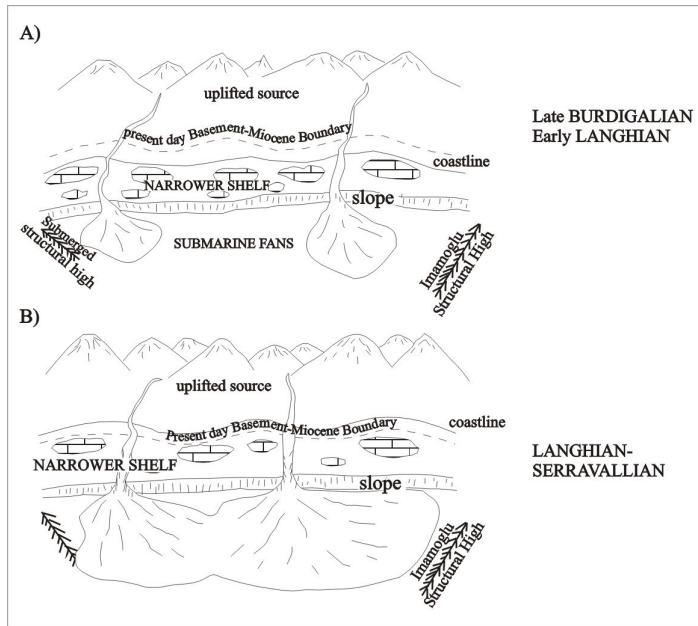 A)
uplifted source
present day Basement-Miocene Boundary
Late BURDIGALIAN
Early LANGHIAN
coastline
NARROWER SHELF
slope
Submerged
structural high
SUBMARINE FANS
Imamoglu
Structural High
B)
uplifted source
Present day Basement-Miocene Boundary
coastline
NARROWER SHELF
LANGHIAN-
SERRAVALLIAN
slope
Imamoglu
Structural High